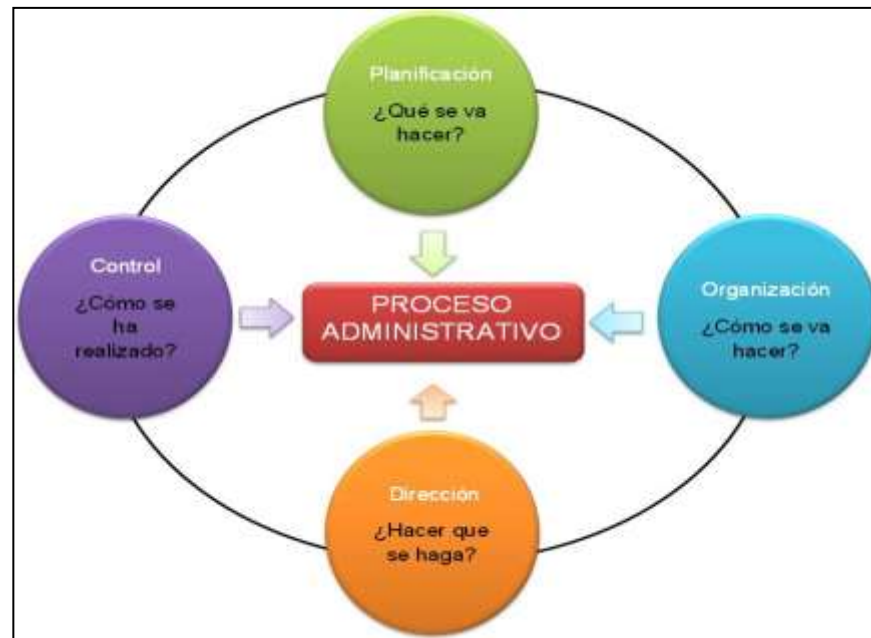 Planificación
¿Qué se va
hacer?
Control
¿Cómo se
ha
realizado?
PROCESO
ADMINISTRATIVO
Organización
¿Cómo se va
hacer?
Dirección
¿Hacer que
se haga?